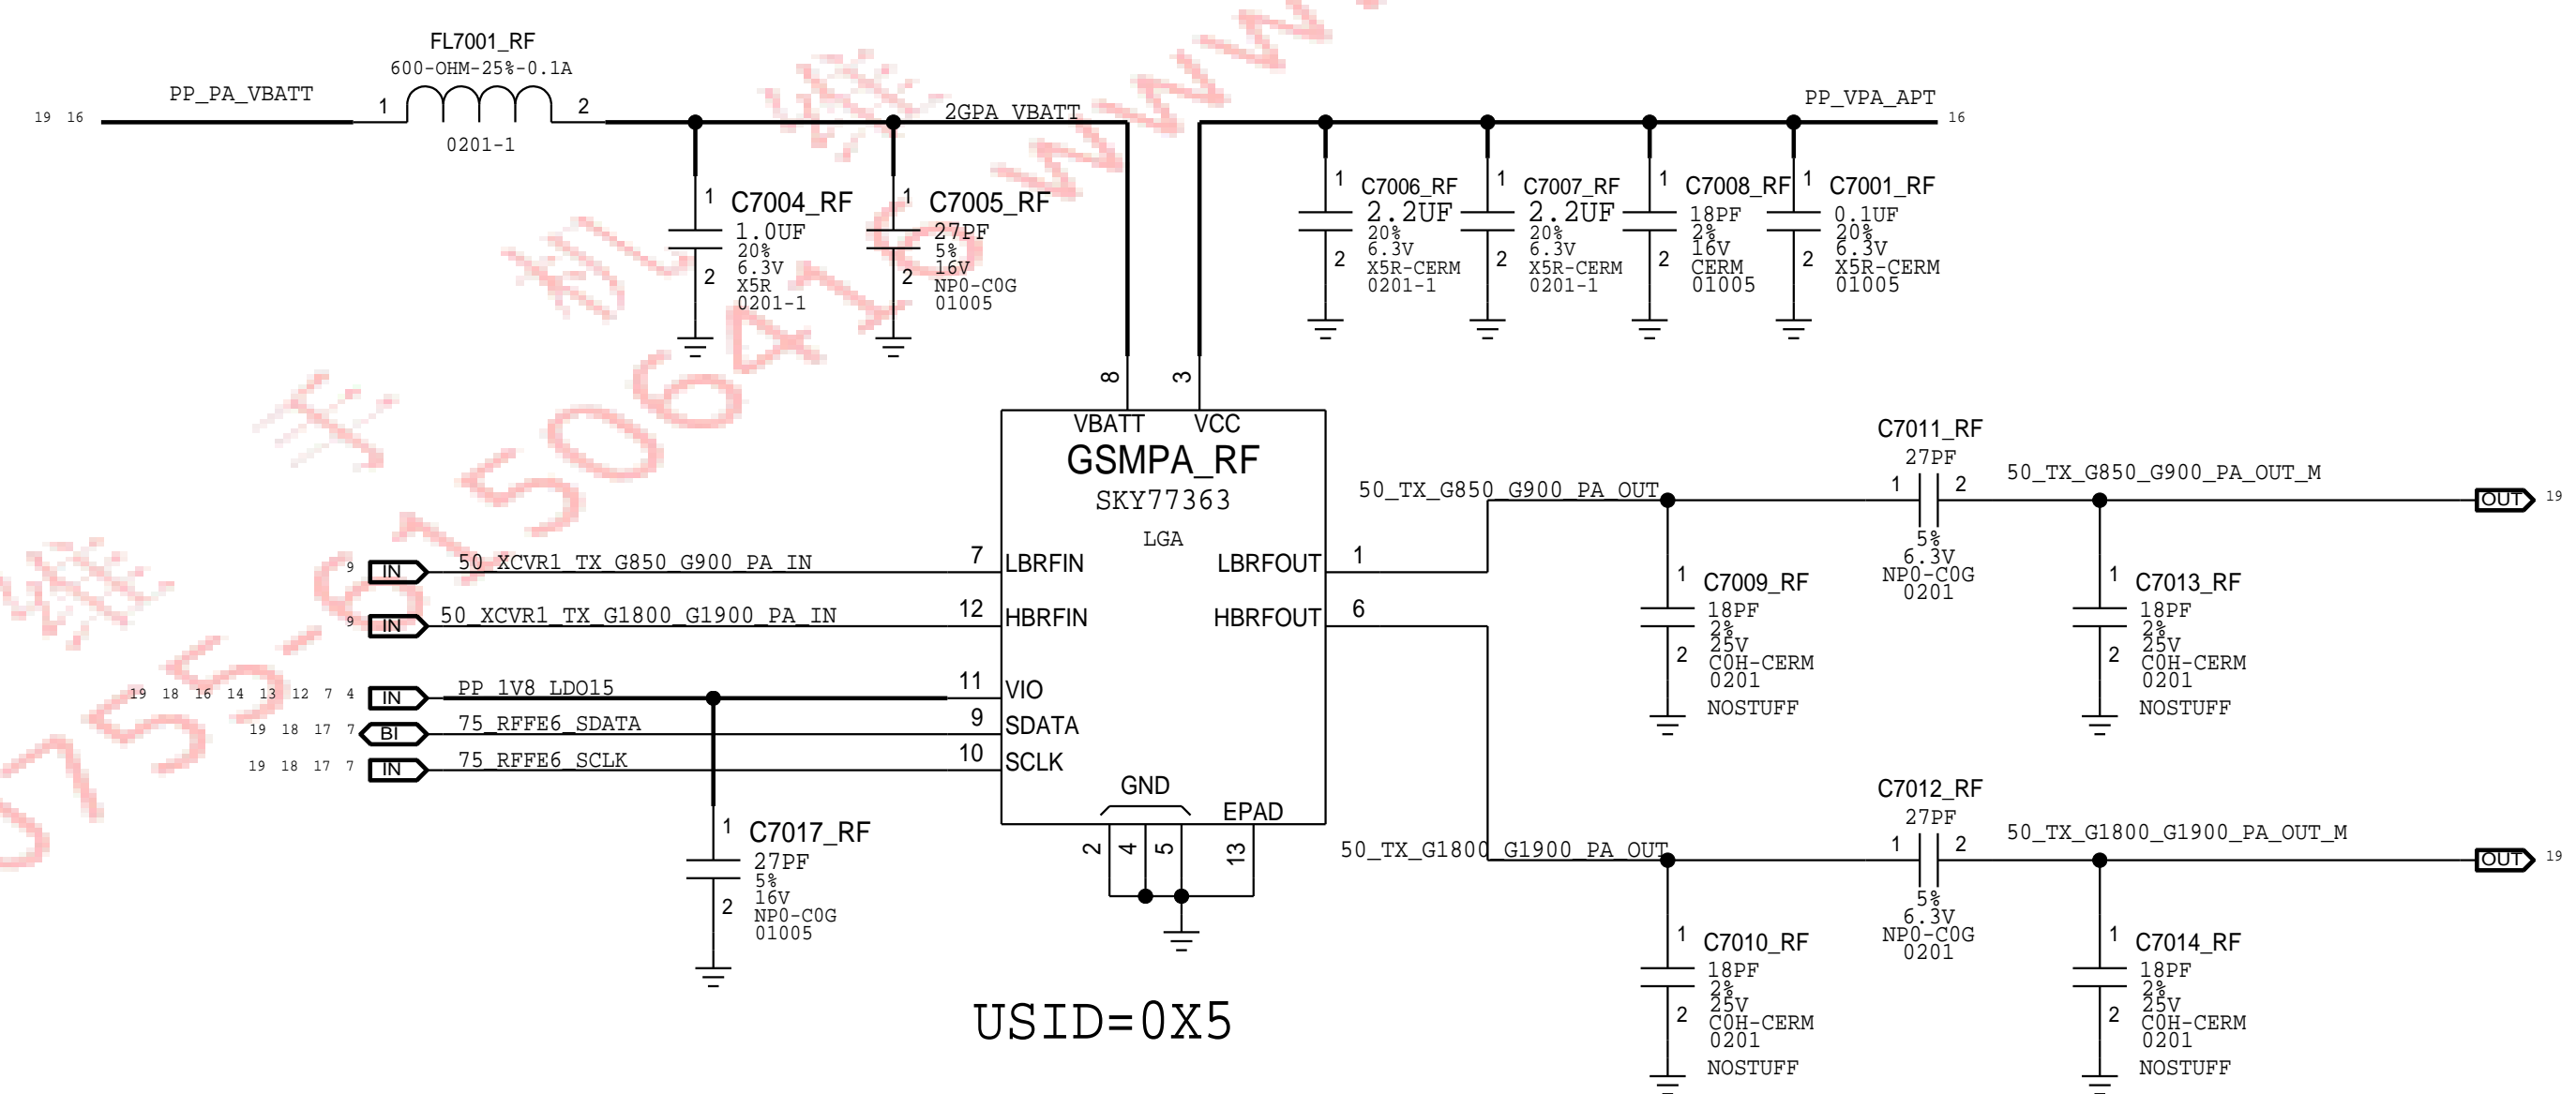 FL7001_RF
600-OHM-25%-0.1A
19 16
PP_PA_VBATT
1
2
0201-1
2GPA_VBATT
PP_VPA_APT
16
1
C7004_RF
1.0UF
20%
6.3V
X5R
0201-1
2
1
C7005_RF
27PF
5%
16V
NP0-C0G
01005
2
1
C7006_RF
2.2UF
20%
6.3V
X5R-CERM
0201-1
2
1
C7007_RF
2.2UF
20%
6.3V
X5R-CERM
0201-1
2
1
C7008_RF
18PF
2%
16V
CERM
01005
2
1
C7001_RF
0.1UF
20%
6.3V
X5R-CERM
01005
2
8
3
VBATT
VCC
GSMPA_RF
SKY77363
LGA
9
IN
50_XCVR1_TX_G850_G900_PA_IN
7
LBRFIN
9
IN
50_XCVR1_TX_G1800_G1900_PA_IN
12
HBRFIN
19 18 16 14 13 12 7 4
IN
PP_1V8_LDO15
11
VIO
19 18 17 7
BI
75_RFFE6_SDATA
9
SDATA
19 18 17 7
IN
75_RFFE6_SCLK
10
SCLK
LBRFOUT
1
HBRFOUT
6
GND
EPAD
2
4
5
13
1
C7017_RF
27PF
5%
16V
NP0-C0G
01005
2
50_TX_G850_G900_PA_OUT
C7011_RF
27PF
1
2
5%
6.3V
NP0-C0G
0201
50_TX_G850_G900_PA_OUT_M
OUT
19
1
C7009_RF
18PF
2%
25V
C0H-CERM
0201
2
NOSTUFF
1
C7013_RF
18PF
2%
25V
C0H-CERM
0201
2
NOSTUFF
50_TX_G1800_G1900_PA_OUT
C7012_RF
27PF
1
2
5%
6.3V
NP0-C0G
0201
50_TX_G1800_G1900_PA_OUT_M
OUT
19
1
C7010_RF
18PF
2%
25V
C0H-CERM
0201
2
NOSTUFF
1
C7014_RF
18PF
2%
25V
C0H-CERM
0201
2
NOSTUFF
USID=0X5
0755-61506416 www.